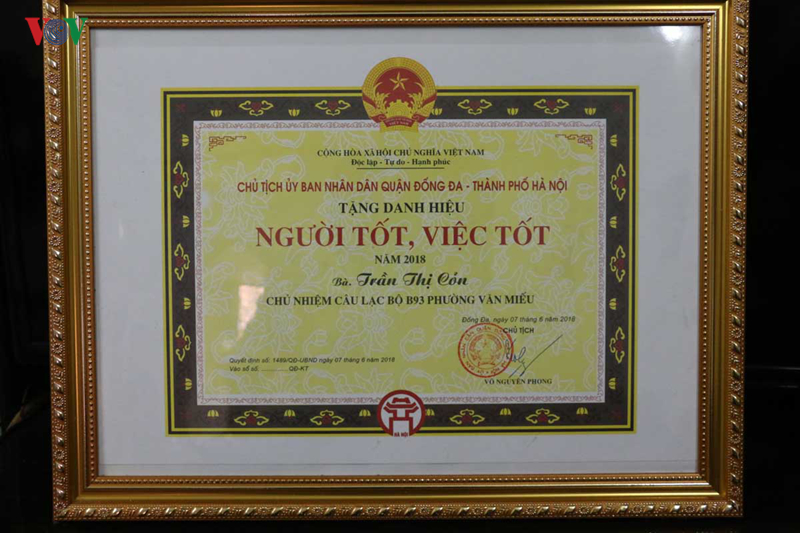 VOV
CỘNG HÒA XÃ HỘI CHỦ NGHĨA VIỆT NAM
Độc lập - Tự do - Hạnh phúc
CHỦ TỊCH ỦY BAN NHÂN DÂN QUẬN ĐỐNG ĐA - THÀNH PHỐ HÀ NỘI
TẶNG DANH HIỆU
NGƯỜI TỐT, VIỆC TỐT
NĂM 2018
Bà. Trần Thị Cỏn
CHỦ NHIỆM CÂU LẠC BỘ B93 PHƯỜNG VĂN MIẾU
Đống Đa, ngày 07 tháng 6 năm 2018
CHỦ TỊCH
Quyết định số: 1489/QĐ-UBND ngày 07 tháng 6 năm 2018
Vào sổ số: ............QĐ-KT
VÕ NGUYÊN PHONG
HÀ NỘI